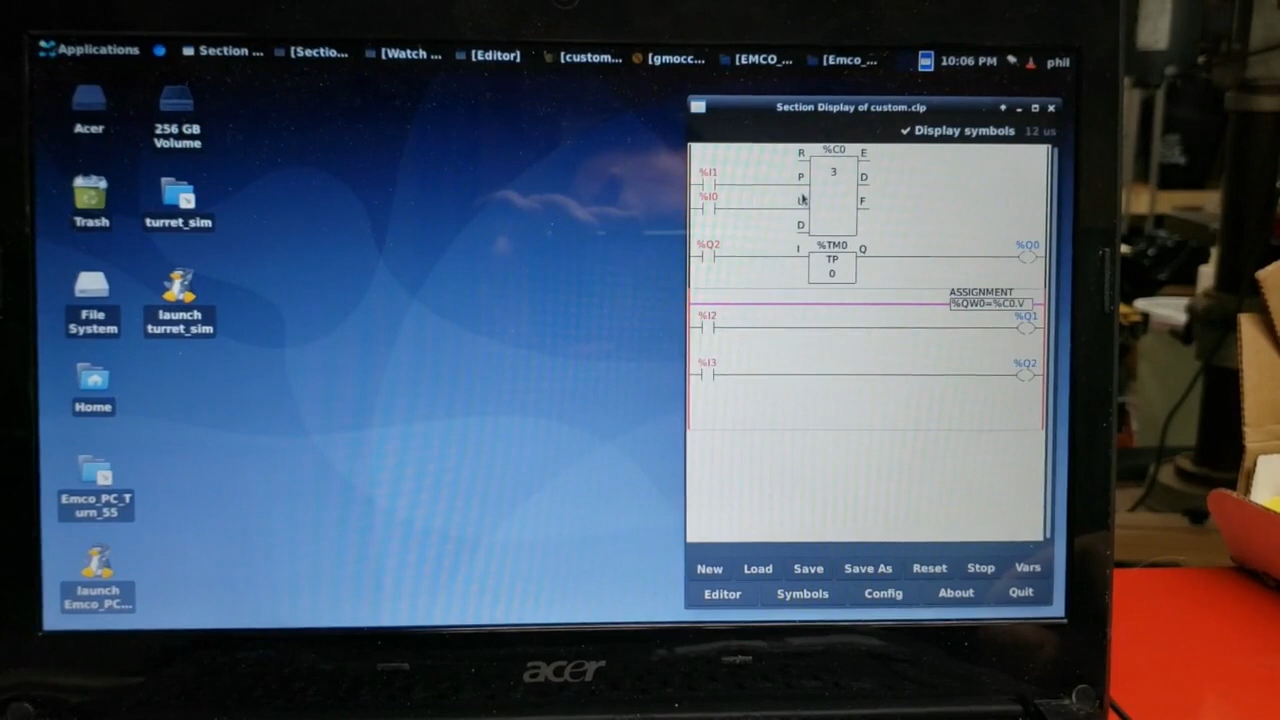 Applications Section ... [Sectio... [Watch ... [Editor] [custom... [gmocc... [EMCO_... [Emco_... 10:06 PM phil
Acer
256 GB
Volume
Trash
turret_sim
File
System
launch
turret_sim
Home
Emco_PC_T
urn_55
launch
Emco_PC...
Section Display of custom.clp
Display symbols 12 us
R %C0 E
%I1 P 3 D
%I0 F
D
%Q2 I %TM0 Q %Q0
TP
0
ASSIGNMENT
%QW0=%C0.V
%I2 %Q1
%I3 %Q2
New Load Save Save As Reset Stop Vars
Editor Symbols Config About Quit
acer